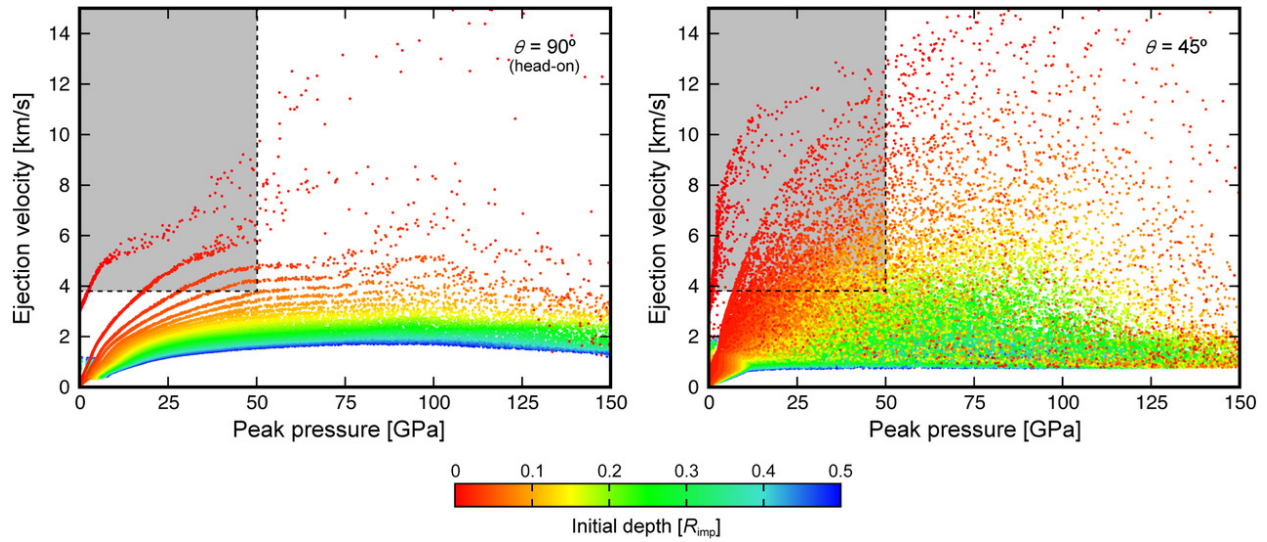 θ = 90º
(head-on)
Ejection velocity [km/s]
0 2 4 6 8 10 12 14
0 25 50 75 100 125 150
Peak pressure [GPa]
θ = 45º
Ejection velocity [km/s]
0 2 4 6 8 10 12 14
0 25 50 75 100 125 150
Peak pressure [GPa]
0 0.1 0.2 0.3 0.4 0.5
Initial depth [Rimp]